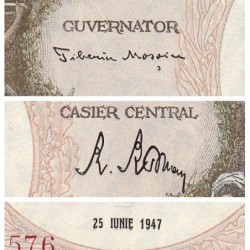 GUVERNATOR
CASIER CENTRAL
25 IUNIE 1947
576